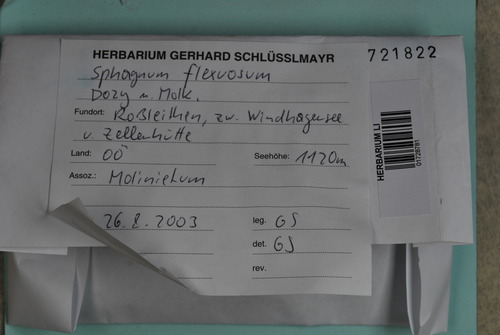 HERBARIUM GERHARD SCHLÜSSLMAYR
721822
Sphagnum flexuosum
Dozy u. Molk.
Fundort: Roßleithen, zw. Windhagersee
u. Zellerhütte
Land: OÖ Seehöhe: 1120m
Assoz.: Molinietum
26.8.2003 leg. GS
det. GS
rev.
HERBARIUM LI